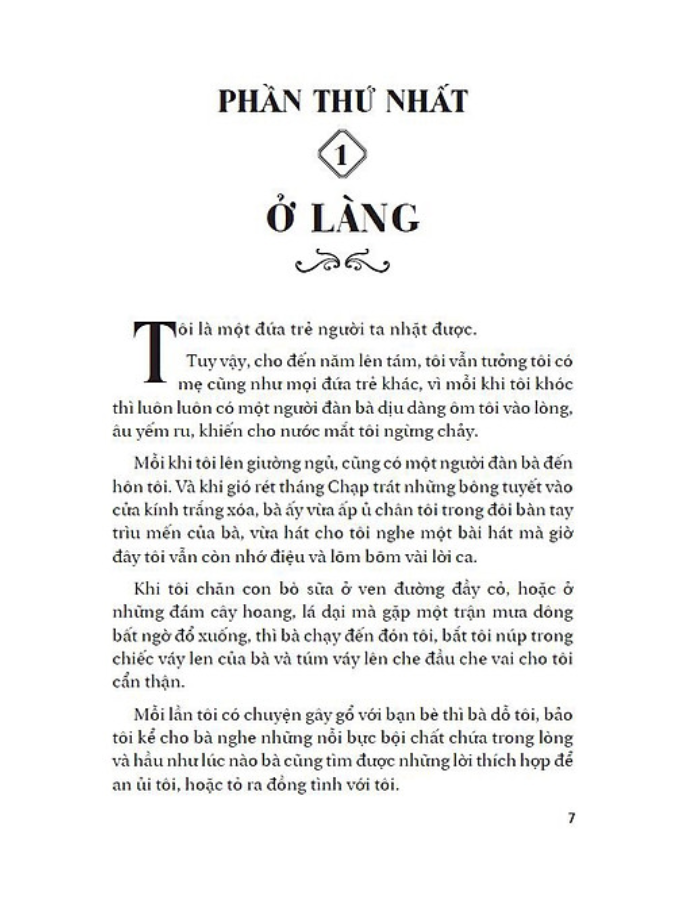 PHẦN THỨ NHẤT
1
Ở LÀNG
Tôi là một đứa trẻ người ta nhặt được.
Tuy vậy, cho đến năm lên tám, tôi vẫn tưởng tôi có
mẹ cũng như mọi đứa trẻ khác, vì mỗi khi tôi khóc
thì luôn luôn có một người đàn bà dịu dàng ôm tôi vào lòng,
âu yếm ru, khiến cho nước mắt tôi ngừng chảy.
Mỗi khi tôi lên giường ngủ, cũng có một người đàn bà đến
hôn tôi. Và khi gió rét tháng Chạp trát những bông tuyết vào
cửa kính trắng xóa, bà ấy vừa ấp ủ chân tôi trong đôi bàn tay
trìu mến của bà, vừa hát cho tôi nghe một bài hát mà giờ
đây tôi vẫn còn nhớ điệu và lõm bõm vài lời ca.
Khi tôi chăn con bò sữa ở ven đường đầy cỏ, hoặc ở
những đám cây hoang, lá dại mà gặp một trận mưa dông
bất ngờ đổ xuống, thì bà chạy đến đón tôi, bắt tôi núp trong
chiếc váy len của bà và túm váy lên che đầu che vai cho tôi
cẩn thận.
Mỗi lần tôi có chuyện gây gổ với bạn bè thì bà dỗ tôi, bảo
tôi kể cho bà nghe những nỗi bực bội chất chứa trong lòng
và hầu như lúc nào bà cũng tìm được những lời thích hợp để
an ủi tôi, hoặc tỏ ra đồng tình với tôi.
7